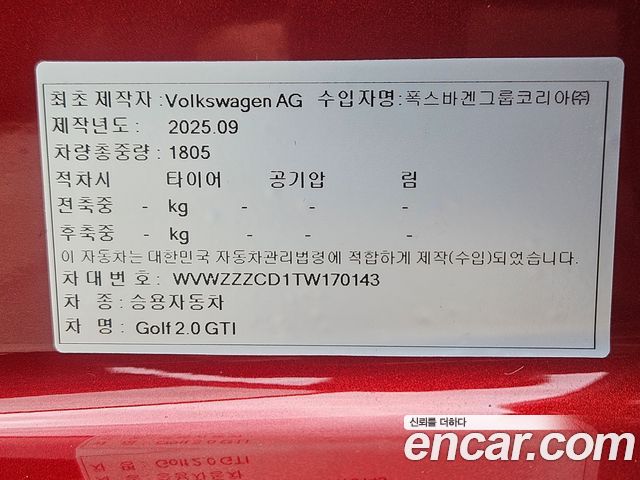 최초 제작자 : Volkswagen AG 수입자명 : 폭스바겐그룹코리아㈜
제작년도 : 2025.09
차량총중량 : 1805
적차시 타이어 공기압 림
전축중 - kg - - -
후축중 - kg - - -
이 자동차는 대한민국 자동차관리법령에 적합하게 제작(수입)되었습니다.
차 대 번 호 : WVWZZZCD1TW170143
차 종 : 승용자동차
차 명 : Golf 2.0 GTI
신뢰를 더하다
encar.com